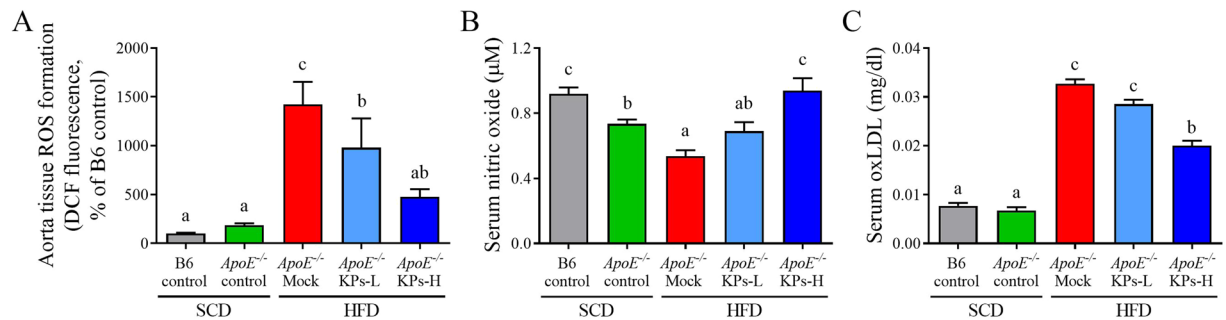 A
Aorta tissue ROS formation
(DCF fluorescence,
% of B6 control)
2000
1500
1000
500
0
a
a
c
b
ab
B6
control
ApoE-/-
control
ApoE-/-
Mock
ApoE-/-
KPs-L
ApoE-/-
KPs-H
SCD
HFD
B
Serum nitric oxide (μM)
1.2
0.8
0.4
0.0
c
b
a
ab
c
B6
control
ApoE-/-
control
ApoE-/-
Mock
ApoE-/-
KPs-L
ApoE-/-
KPs-H
SCD
HFD
C
Serum oxLDL (mg/dl)
0.04
0.03
0.02
0.01
0.00
a
a
c
c
b
B6
control
ApoE-/-
control
ApoE-/-
Mock
ApoE-/-
KPs-L
ApoE-/-
KPs-H
SCD
HFD